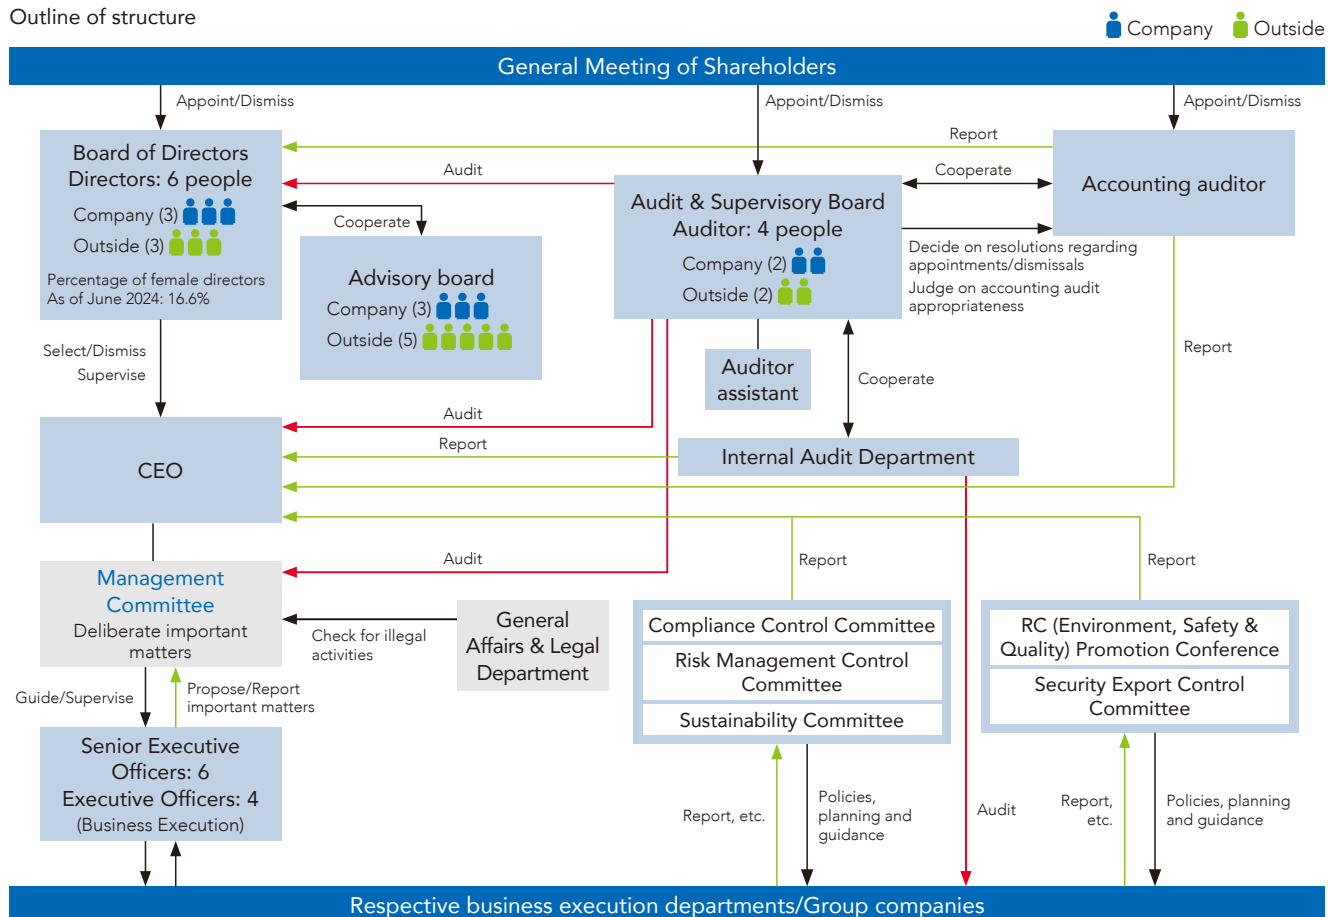 Outline of structure
Company
Outside
General Meeting of Shareholders
Appoint/Dismiss
Appoint/Dismiss
Appoint/Dismiss
Board of Directors
Directors: 6 people
Company (3)
Outside (3)
Percentage of female directors
As of June 2024: 16.6%
Report
Audit
Cooperate
Cooperate
Accounting auditor
Audit & Supervisory Board
Auditor: 4 people
Company (2)
Outside (2)
Decide on resolutions regarding
appointments/dismissals
Judge on accounting audit
appropriateness
Advisory board
Company (3)
Outside (5)
Select/Dismiss
Supervise
Auditor
assistant
Cooperate
Report
Audit
Report
CEO
Internal Audit Department
Audit
Report
Report
Management
Committee
Deliberate important
matters
Check for illegal
activities
General
Affairs & Legal
Department
Compliance Control Committee
Risk Management Control
Committee
Sustainability Committee
RC (Environment, Safety &
Quality) Promotion Conference
Security Export Control
Committee
Guide/Supervise
Propose/Report
important matters
Senior Executive
Officers: 6
Executive Officers: 4
(Business Execution)
Report, etc.
Policies,
planning and
guidance
Audit
Report,
etc.
Policies, planning
and guidance
Respective business execution departments/Group companies